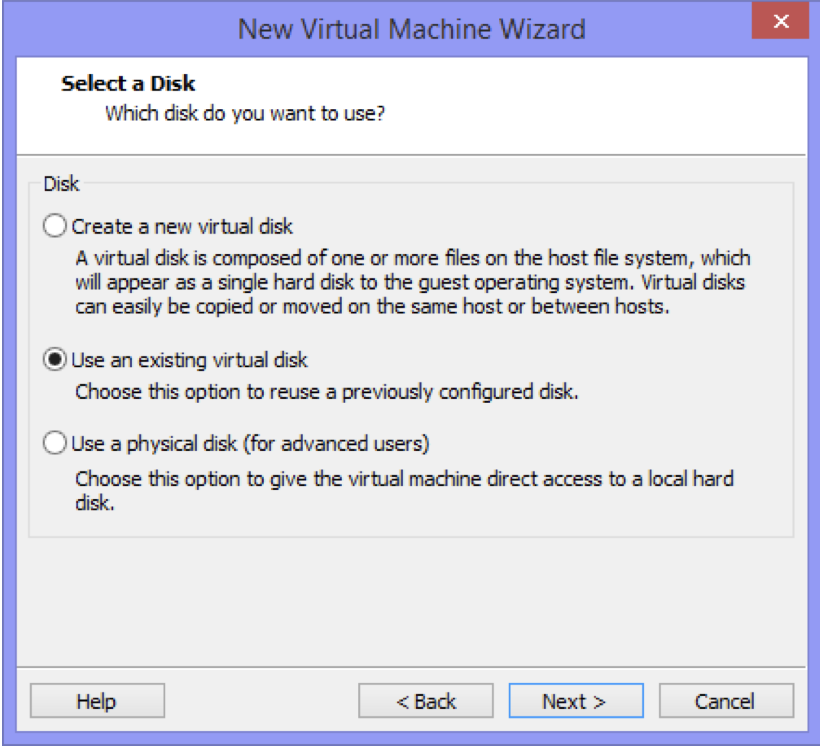 New Virtual Machine Wizard
Select a Disk
Which disk do you want to use?
Disk
Create a new virtual disk
A virtual disk is composed of one or more files on the host file system, which
will appear as a single hard disk to the guest operating system. Virtual disks
can easily be copied or moved on the same host or between hosts.
Use an existing virtual disk
Choose this option to reuse a previously configured disk.
Use a physical disk (for advanced users)
Choose this option to give the virtual machine direct access to a local hard
disk.
Help
< Back
Next >
Cancel